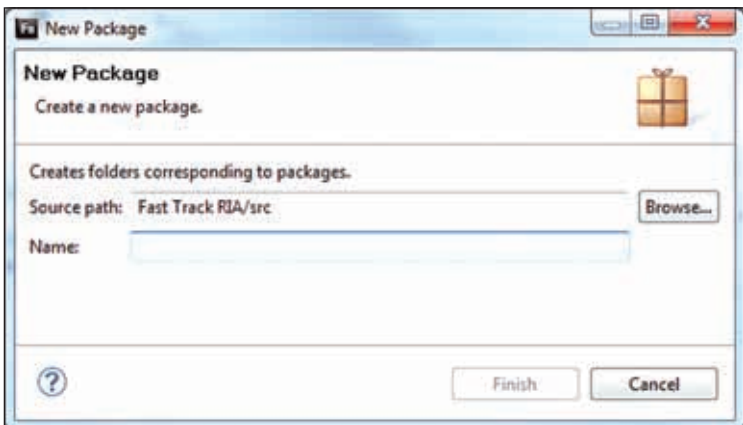 Fb New Package
New Package
Create a new package.
Creates folders corresponding to packages.
Source path: Fast Track RIA/src Browse...
Name:
? Finish Cancel